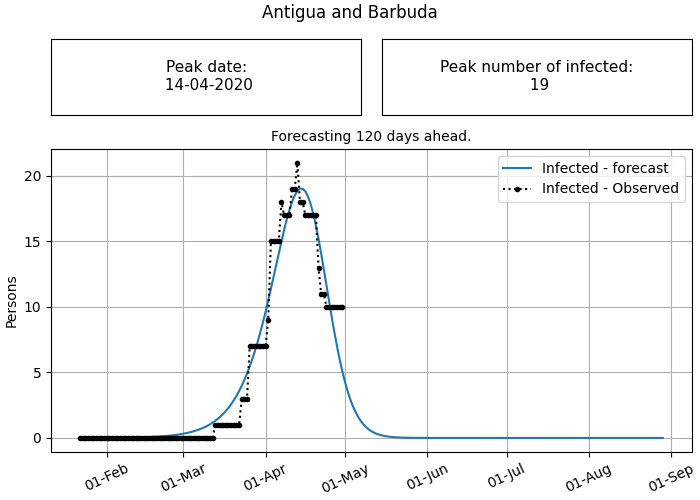 Antigua and Barbuda
Peak date:
14-04-2020
Peak number of infected:
19
Forecasting 120 days ahead.
Infected - forecast
Infected - Observed
Persons
20
15
10
5
0
01-Feb
01-Mar
01-Apr
01-May
01-Jun
01-Jul
01-Aug
01-Sep